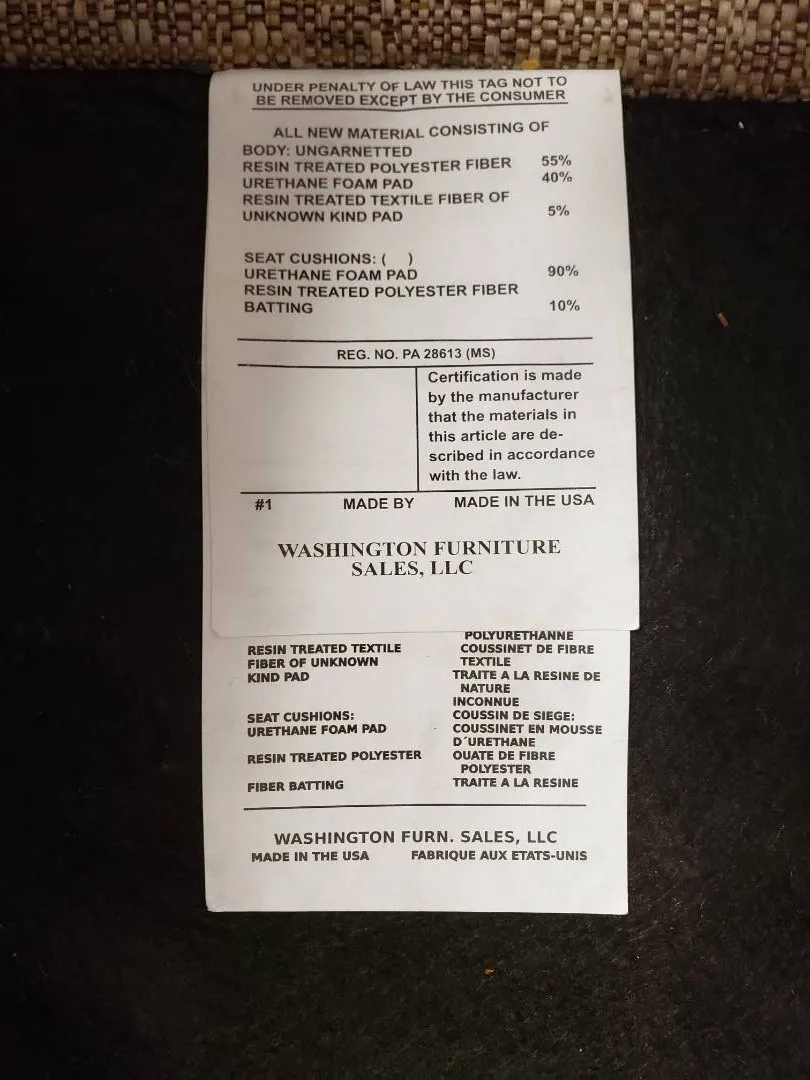 UNDER PENALTY OF LAW THIS TAG NOT TO
BE REMOVED EXCEPT BY THE CONSUMER
ALL NEW MATERIAL CONSISTING OF
BODY: UNGARNETTED
RESIN TREATED POLYESTER FIBER 55%
URETHANE FOAM PAD 40%
RESIN TREATED TEXTILE FIBER OF
UNKNOWN KIND PAD 5%
SEAT CUSHIONS: ( )
URETHANE FOAM PAD 90%
RESIN TREATED POLYESTER FIBER
BATTING 10%
REG. NO. PA 28613 (MS)
Certification is made
by the manufacturer
that the materials in
this article are de-
scribed in accordance
with the law.
#1 MADE BY MADE IN THE USA
WASHINGTON FURNITURE
SALES, LLC
POLYURETHANNE
RESIN TREATED TEXTILE COUSSINET DE FIBRE
FIBER OF UNKNOWN TEXTILE
KIND PAD TRAITE A LA RESINE DE
NATURE
INCONNUE
SEAT CUSHIONS: COUSSIN DE SIEGE:
URETHANE FOAM PAD COUSSINET EN MOUSSE
D´URETHANE
RESIN TREATED POLYESTER OUATE DE FIBRE
POLYESTER
FIBER BATTING TRAITE A LA RESINE
WASHINGTON FURN. SALES, LLC
MADE IN THE USA FABRIQUE AUX ETATS-UNIS